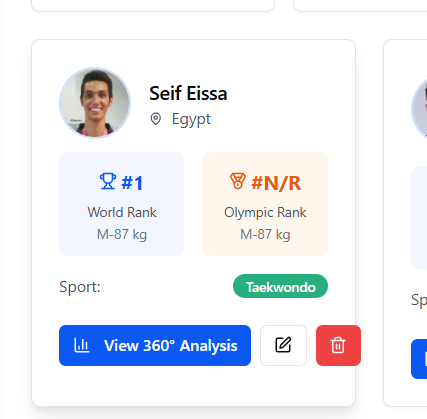 Seif Eissa
Egypt
#1
World Rank
M-87 kg
#N/R
Olympic Rank
M-87 kg
Sport:
Taekwondo
View 360° Analysis
Sp